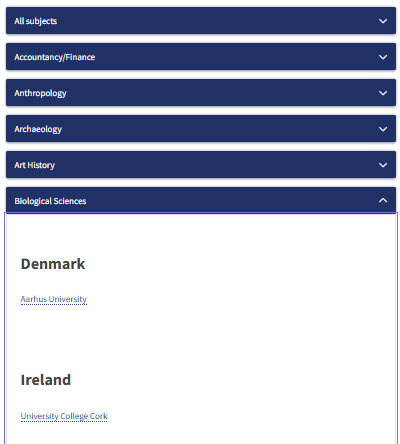 All subjects
Accountancy/Finance
Anthropology
Archaeology
Art History
Biological Sciences
Denmark
Aarhus University
Ireland
University College Cork